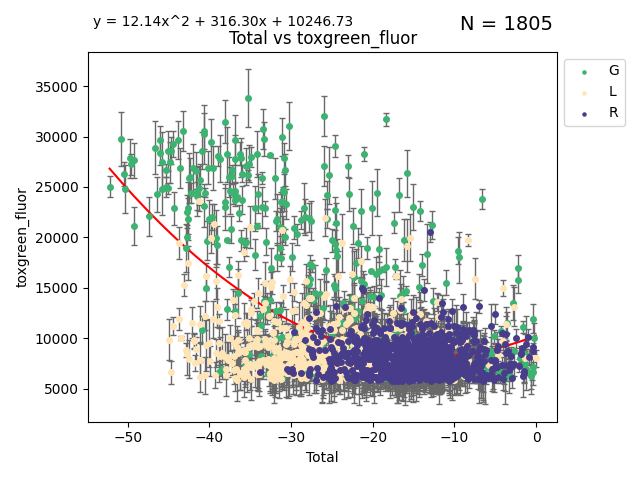 y = 12.14x^2 + 316.30x + 10246.73
N = 1805
Total vs toxgreen_fluor
G
L
R
35000
30000
25000
20000
15000
10000
5000
toxgreen_fluor
−50
−40
−30
−20
−10
0
Total